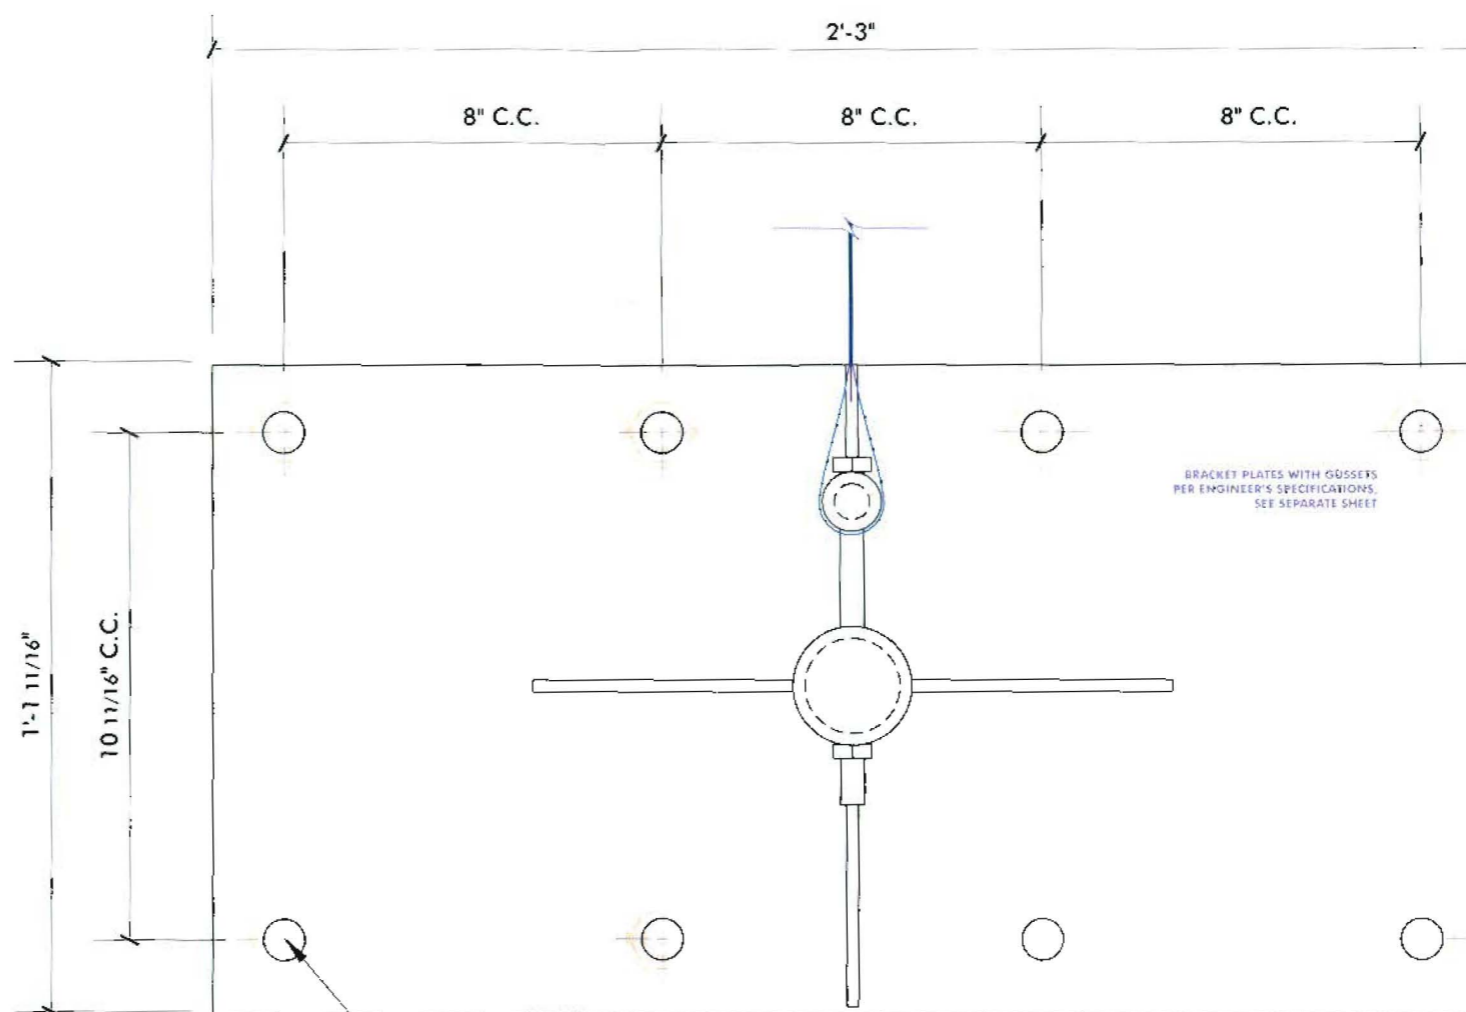 2'-3"
8" C.C.
8" C.C.
8" C.C.
BRACKET PLATES WITH GUSSETS
PER ENGINEER'S SPECIFICATIONS,
SEE SEPARATE SHEET
1'-1 11/16"
10 11/16" C.C.